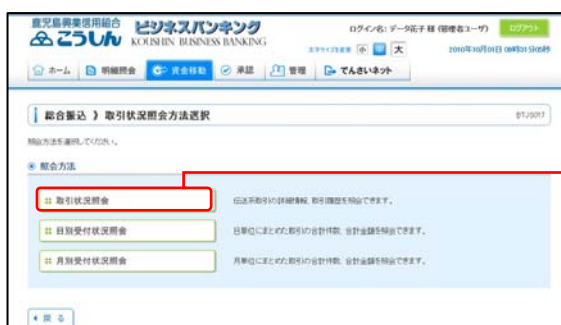 鹿児島興業信用組合
こうしん ビジネスバンキング
KOUSHIN BUSINESS BANKING
ログイン名: データ花子 様 (管理者ユーザ)
ログアウト
文字サイズを変更 小 大
2010年10月01日 09時01分05秒
ホーム 明細照会 資金移動 承認 管理 でんさいネット
総合振込 》 取引状況照会方法選択
BTJS017
照会方法を選択してください。
照会方法
取引状況照会
伝送系取引の詳細情報、取引履歴を照会できます。
日別受付状況照会
日単位にまとめた取引の合計件数、合計金額を照会できます。
月別受付状況照会
月単位にまとめた取引の合計件数、合計金額を照会できます。
戻る